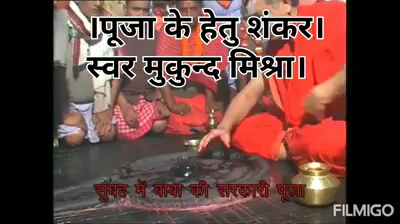 ।पूजा के हेतु शंकर।
स्वर मुकुन्द मिश्रा।
सुबह में बाबा की सरकारी पूजा
FILMIGO